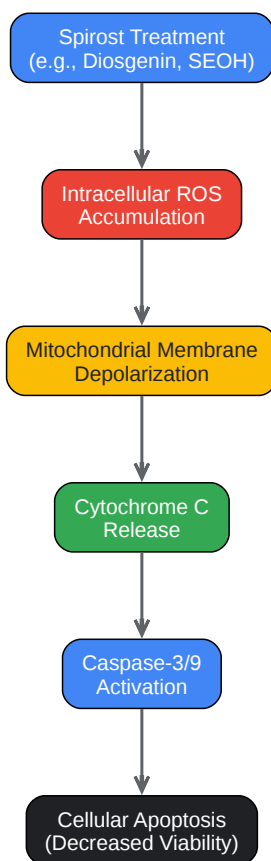 Spirost Treatment
(e.g., Diosgenin, SEOH)
Intracellular ROS
Accumulation
Mitochondrial Membrane
Depolarization
Cytochrome C
Release
Caspase-3/9
Activation
Cellular Apoptosis
(Decreased Viability)